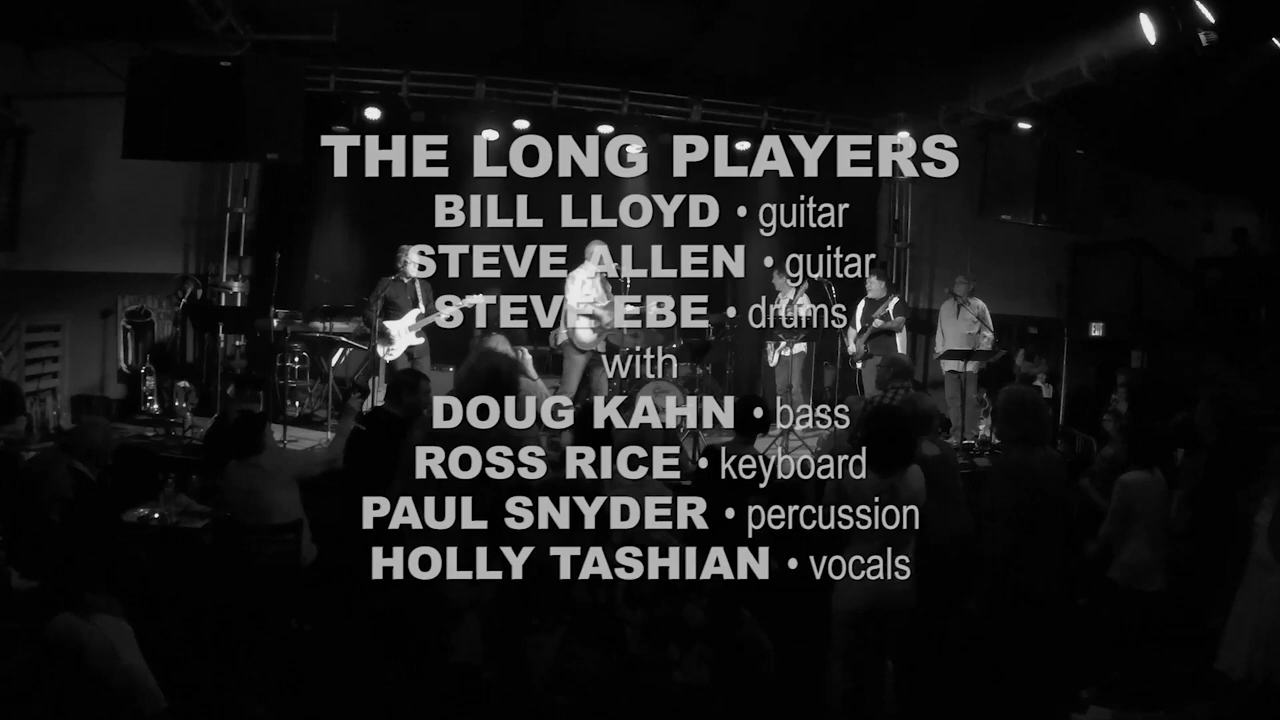 THE LONG PLAYERS
BILL LLOYD • guitar
STEVE ALLEN • guitar
STEVE EBE • drums
with
DOUG KAHN • bass
ROSS RICE • keyboard
PAUL SNYDER • percussion
HOLLY TASHIAN • vocals
EXIT